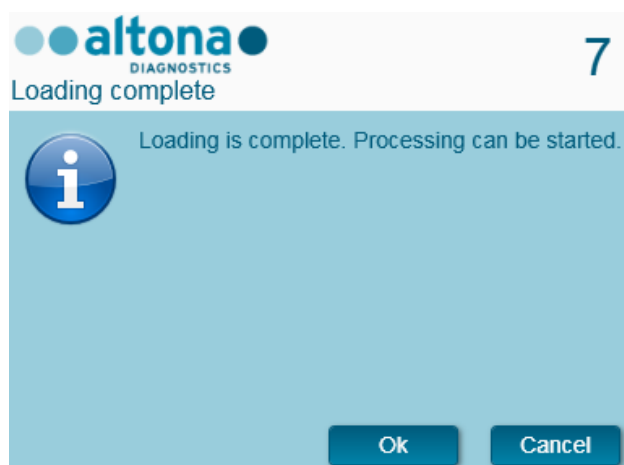 altona
DIAGNOSTICS
7
Loading complete
Loading is complete. Processing can be started.
Ok
Cancel